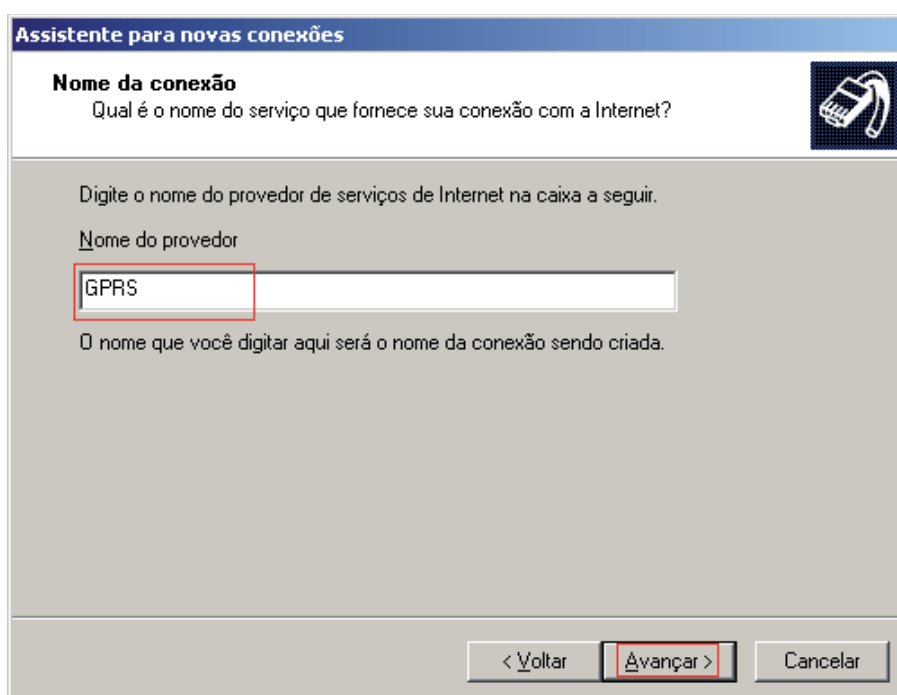 Assistente para novas conexões
Nome da conexão
Qual é o nome do serviço que fornece sua conexão com a Internet?
Digite o nome do provedor de serviços de Internet na caixa a seguir.
Nome do provedor
GPRS
O nome que você digitar aqui será o nome da conexão sendo criada.
< Voltar
Avançar >
Cancelar